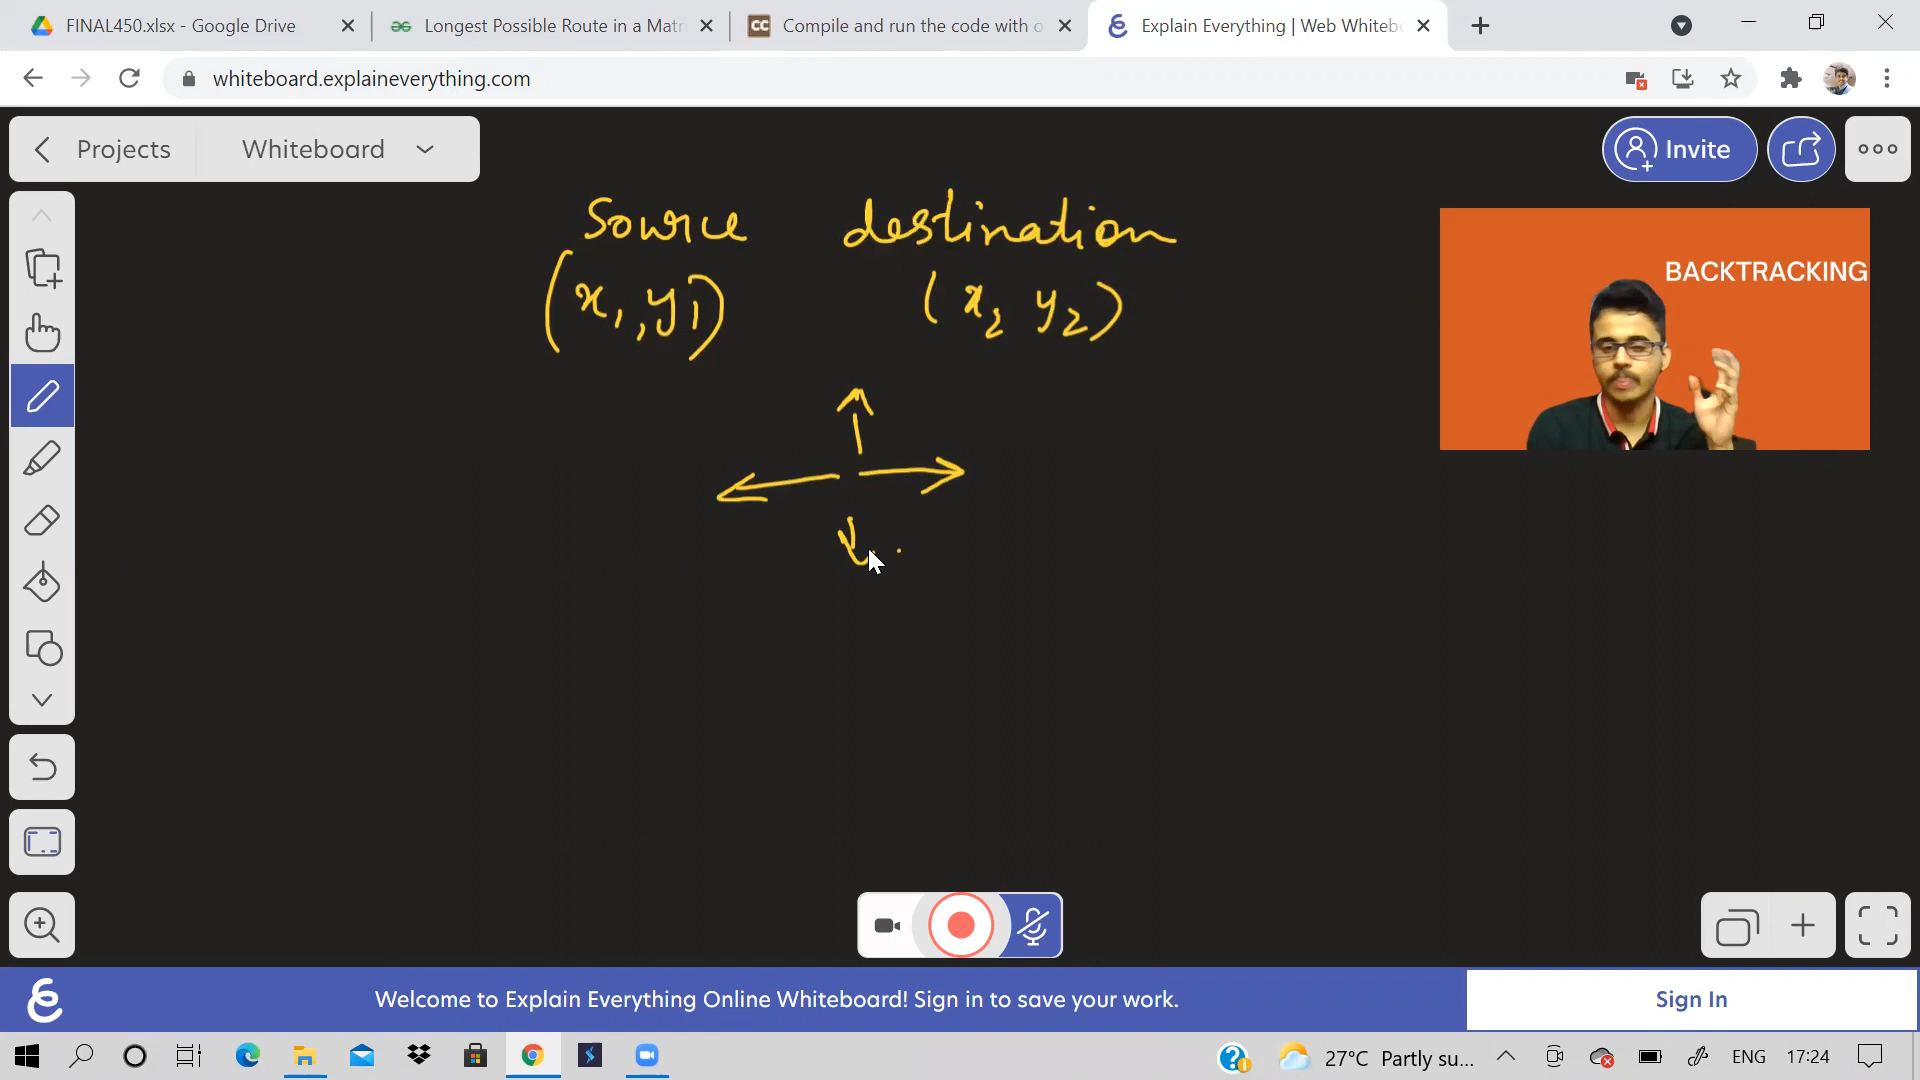 FINAL450.xlsx - Google Drive
Longest Possible Route in a Matr
Compile and run the code with o
Explain Everything | Web Whitebo
whiteboard.explaineverything.com
Projects
Whiteboard
Invite
Source destination
(x1, y1) (x2 y2)
BACKTRACKING
Welcome to Explain Everything Online Whiteboard! Sign in to save your work.
Sign In
27°C Partly su...
ENG
17:24